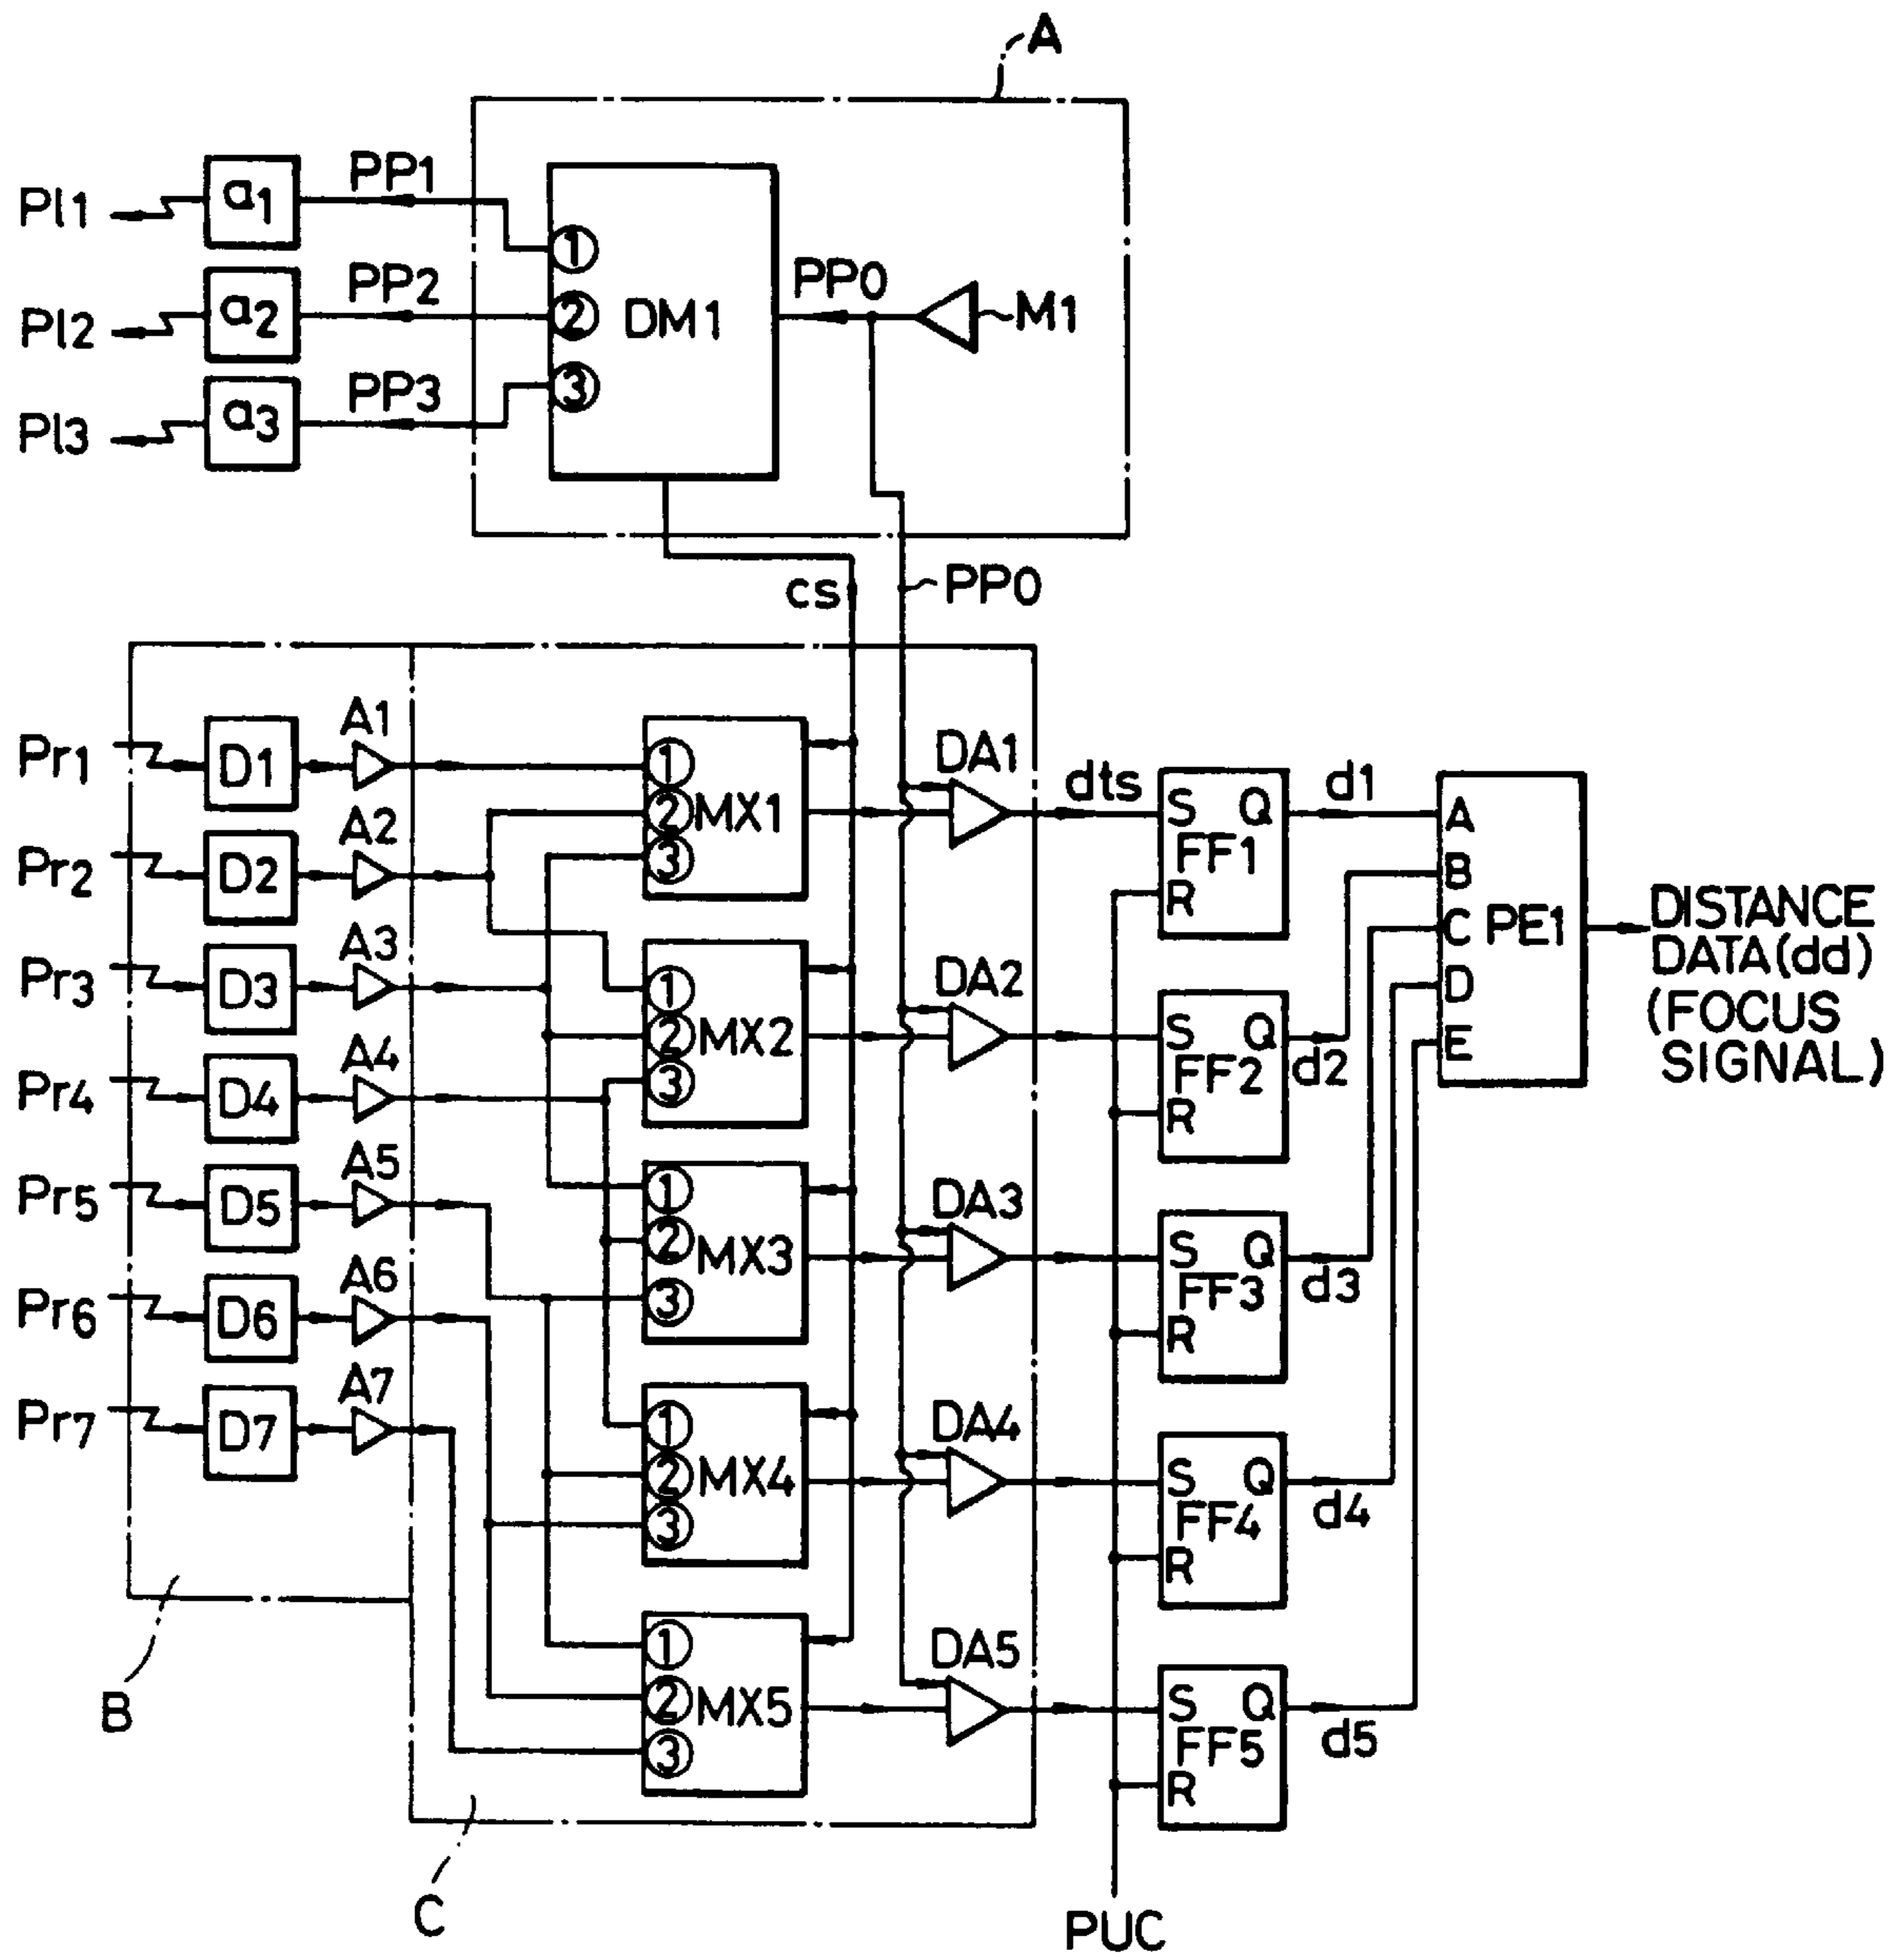 A
Pl1
a1
PP1
Pl2
a2
PP2
Pl3
a3
PP3
①
②
③
DM1
PP0
M1
cs
PP0
Pr1
D1
A1
Pr2
D2
A2
Pr3
D3
A3
Pr4
D4
A4
Pr5
D5
A5
Pr6
D6
A6
Pr7
D7
A7
①
②
③
MX1
①
②
③
MX2
①
②
③
MX3
①
②
③
MX4
①
②
③
MX5
DA1
DA2
DA3
DA4
DA5
dts
S Q
FF1
R
S Q
FF2
R
S Q
FF3
R
S Q
FF4
R
S Q
FF5
R
d1
d2
d3
d4
d5
A
B
C
D
E
PE1
DISTANCE
DATA(dd)
(FOCUS
SIGNAL)
B
C
PUC